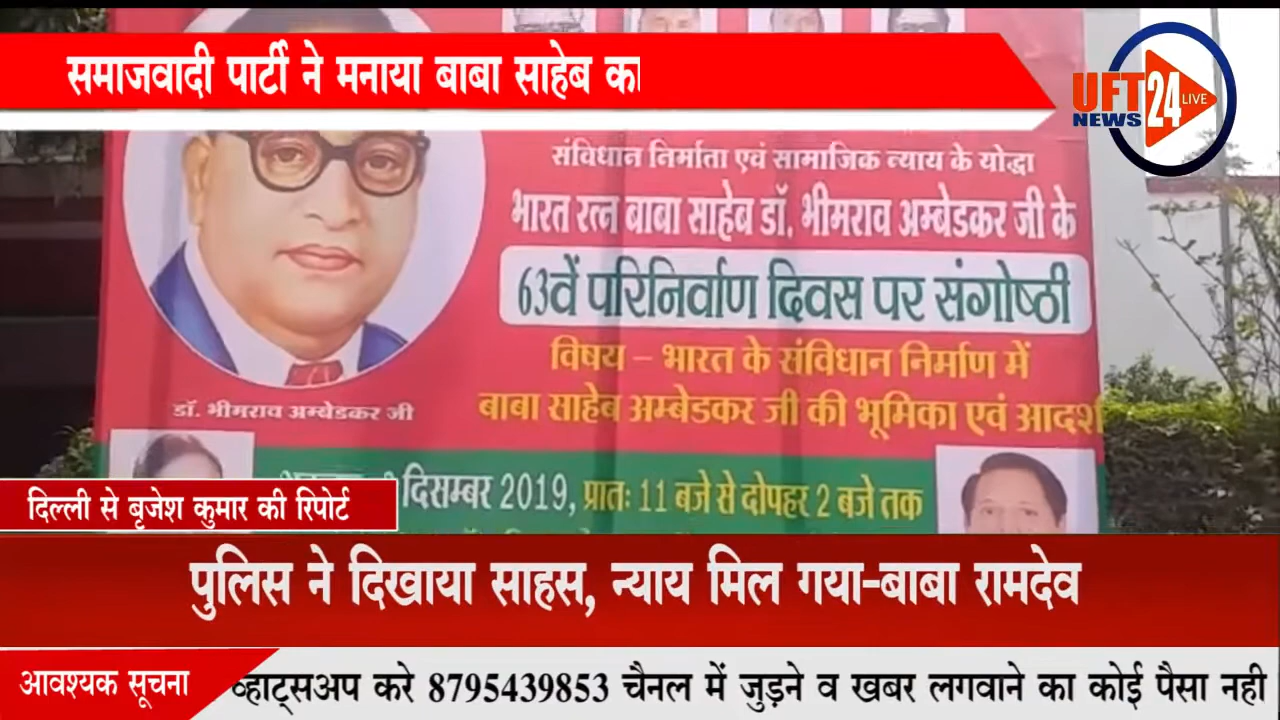 समाजवादी पार्टी ने मनाया बाबा साहेब का
UFT
NEWS
24
LIVE
संविधान निर्माता एवं सामाजिक न्याय के योद्धा
भारत रत्न बाबा साहेब डॉ. भीमराव अम्बेडकर जी के
63वें परिनिर्वाण दिवस पर संगोष्ठी
विषय – भारत के संविधान निर्माण में
बाबा साहेब अम्बेडकर जी की भूमिका एवं आदर्श
डॉ. भीमराव अम्बेडकर जी
दिसम्बर 2019, प्रातः 11 बजे से दोपहर 2 बजे तक
दिल्ली से बृजेश कुमार की रिपोर्ट
पुलिस ने दिखाया साहस, न्याय मिल गया-बाबा रामदेव
आवश्यक सूचना
व्हाट्सअप करे 8795439853 चैनल में जुड़ने व खबर लगवाने का कोई पैसा नही